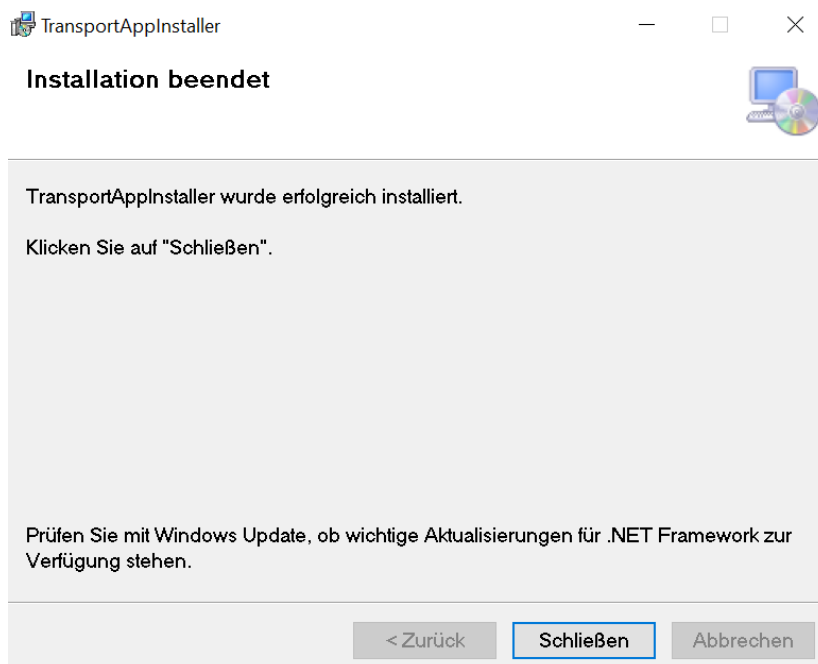 TransportAppInstaller
Installation beendet
TransportAppInstaller wurde erfolgreich installiert.
Klicken Sie auf "Schließen".
Prüfen Sie mit Windows Update, ob wichtige Aktualisierungen für .NET Framework zur
Verfügung stehen.
< Zurück
Schließen
Abbrechen